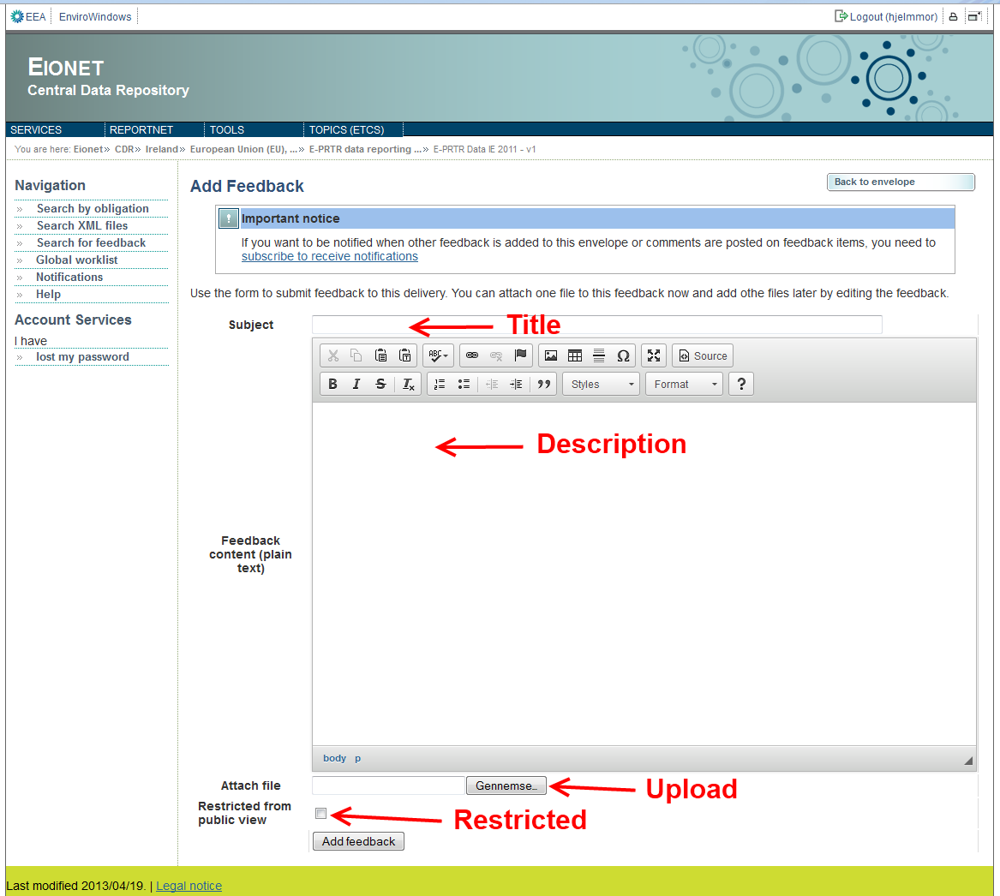 EEA EnviroWindows Logout (hjelmmor)
EIONET
Central Data Repository
SERVICES REPORTNET TOOLS TOPICS (ETCS)
You are here: Eionet» CDR» Ireland» European Union (EU), ...» E-PRTR data reporting ...» E-PRTR Data IE 2011 - v1
Navigation
» Search by obligation
» Search XML files
» Search for feedback
» Global worklist
» Notifications
» Help
Account Services
I have
» lost my password
Add Feedback
Back to envelope
! Important notice
If you want to be notified when other feedback is added to this envelope or comments are posted on feedback items, you need to
subscribe to receive notifications
Use the form to submit feedback to this delivery. You can attach one file to this feedback now and add othe files later by editing the feedback.
Subject
Title
ABC Ω Source
B I S Tx Styles Format ?
Description
Feedback
content (plain
text)
body p
Attach file Gennemse... Upload
Restricted from
public view
Restricted
Add feedback
Last modified 2013/04/19. | Legal notice